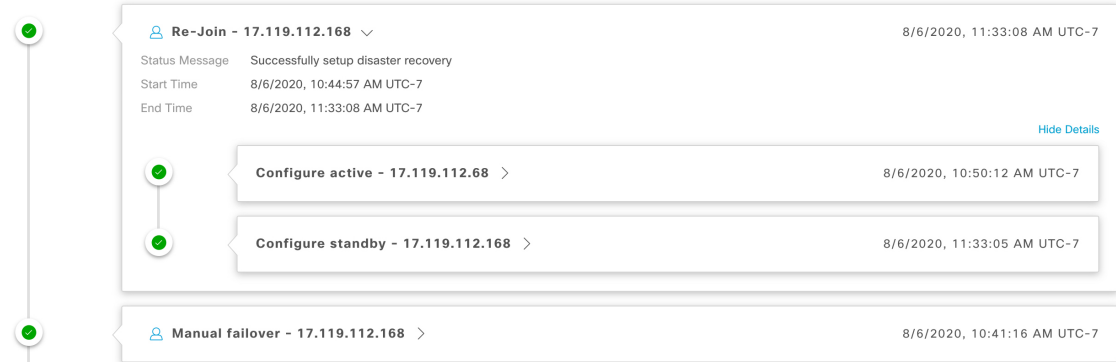 Re-Join - 17.119.112.168 8/6/2020, 11:33:08 AM UTC-7
Status Message Successfully setup disaster recovery
Start Time 8/6/2020, 10:44:57 AM UTC-7
End Time 8/6/2020, 11:33:08 AM UTC-7
Hide Details
Configure active - 17.119.112.68 8/6/2020, 10:50:12 AM UTC-7
Configure standby - 17.119.112.168 8/6/2020, 11:33:05 AM UTC-7
Manual failover - 17.119.112.168 8/6/2020, 10:41:16 AM UTC-7